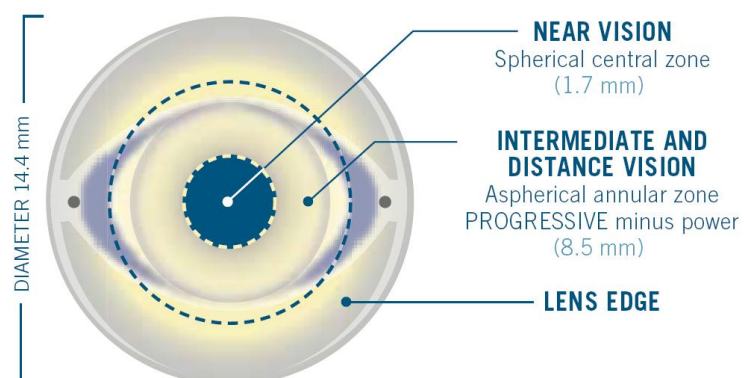 DIAMETER 14.4 mm
NEAR VISION
Spherical central zone
(1.7 mm)
INTERMEDIATE AND
DISTANCE VISION
Aspherical annular zone
PROGRESSIVE minus power
(8.5 mm)
LENS EDGE